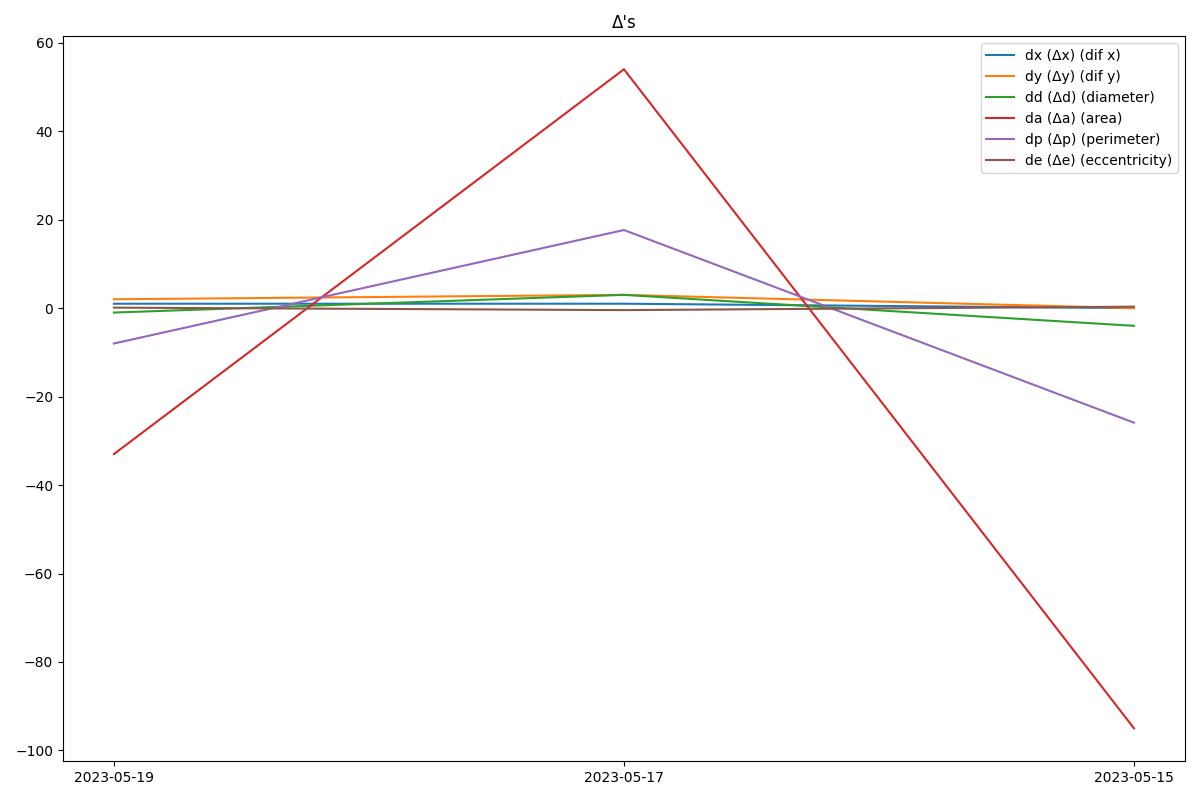 Δ's
dx (Δx) (dif x)
dy (Δy) (dif y)
dd (Δd) (diameter)
da (Δa) (area)
dp (Δp) (perimeter)
de (Δe) (eccentricity)
60
40
20
0
−20
−40
−60
−80
−100
2023-05-19
2023-05-17
2023-05-15